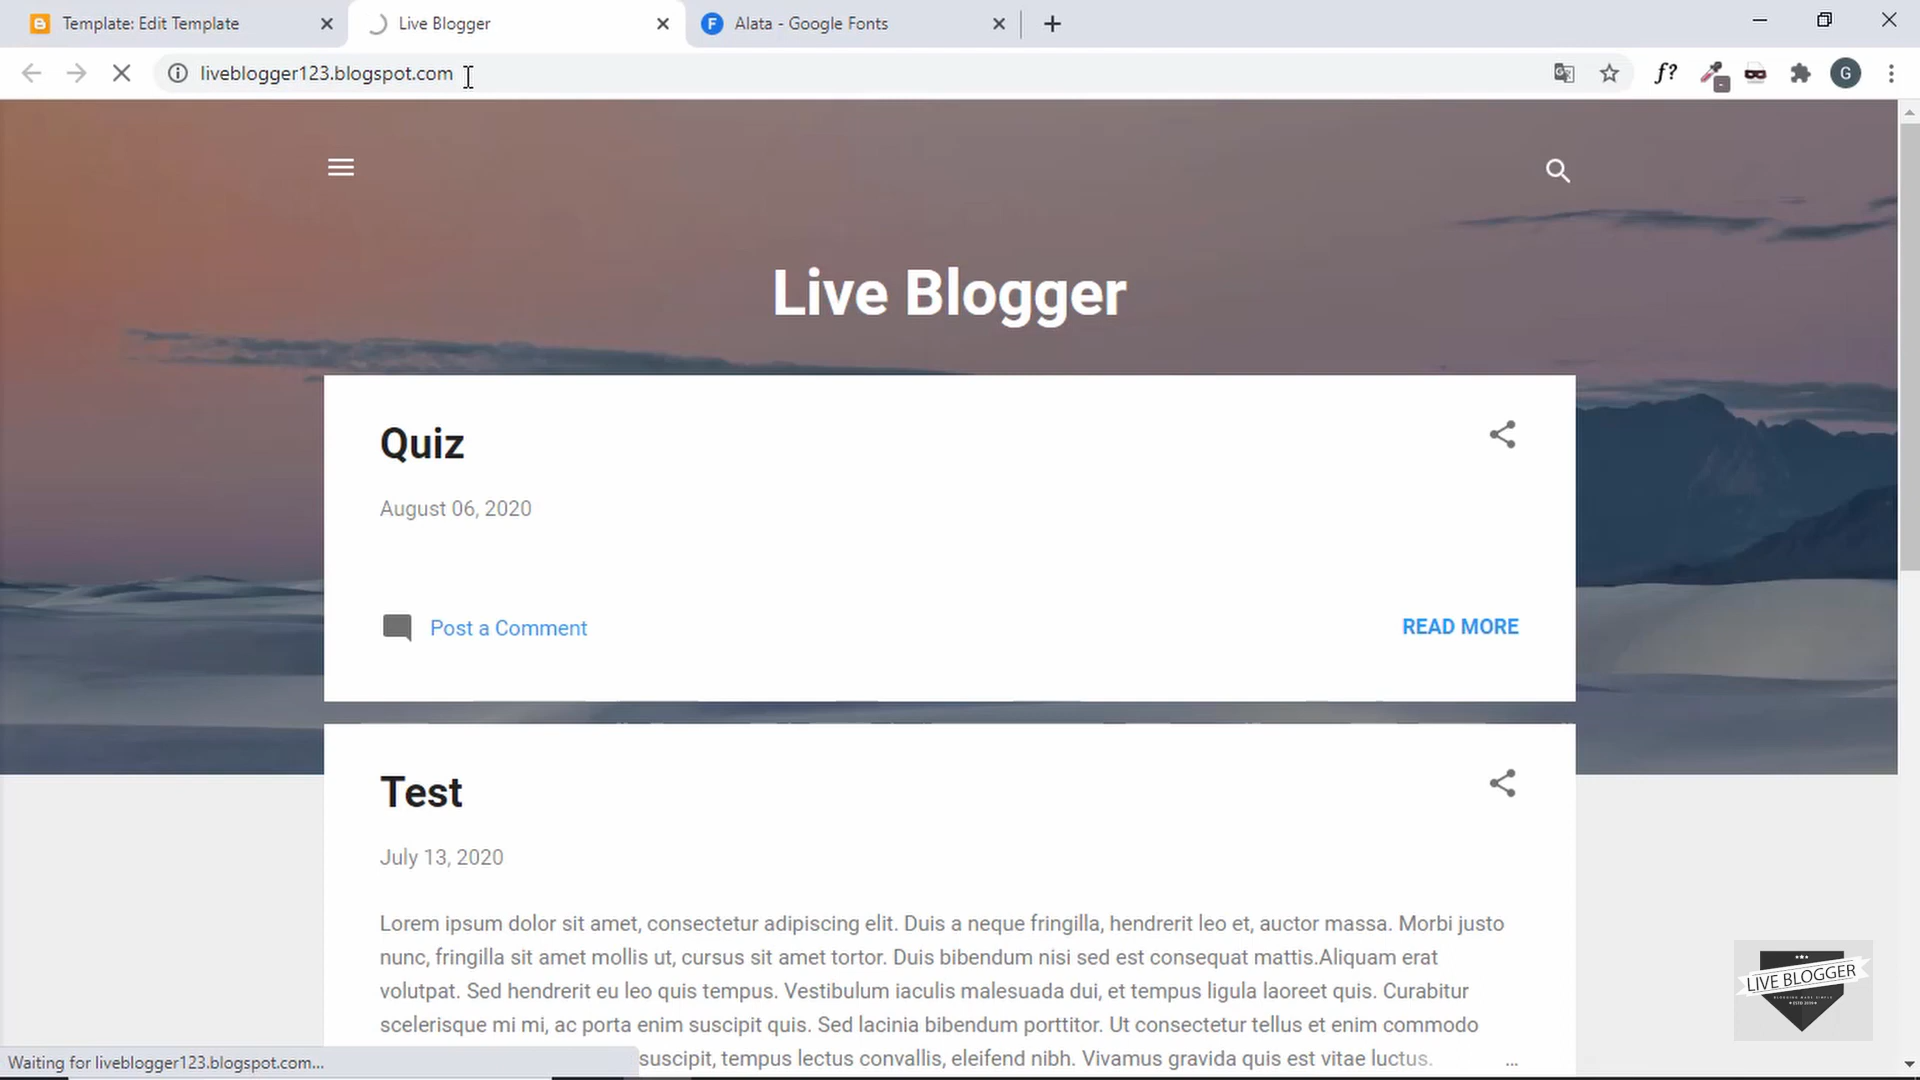 Template: Edit Template
Live Blogger
Alata - Google Fonts
liveblogger123.blogspot.com
f?
G
Live Blogger
Quiz
August 06, 2020
Post a Comment
READ MORE
Test
July 13, 2020
Lorem ipsum dolor sit amet, consectetur adipiscing elit. Duis a neque fringilla, hendrerit leo et, auctor massa. Morbi justo
nunc, fringilla sit amet mollis ut, cursus sit amet tortor. Duis bibendum nisi sed est consequat mattis.Aliquam erat
volutpat. Sed hendrerit eu leo quis tempus. Vestibulum iaculis malesuada dui, et tempus ligula laoreet quis. Curabitur
scelerisque mi mi, ac porta enim suscipit quis. Sed lacinia bibendum porttitor. Ut consectetur tellus et enim commodo
suscipit, tempus lectus convallis, eleifend nibh. Vivamus gravida quis est vitae luctus. ...
Waiting for liveblogger123.blogspot.com...
LIVE BLOGGER